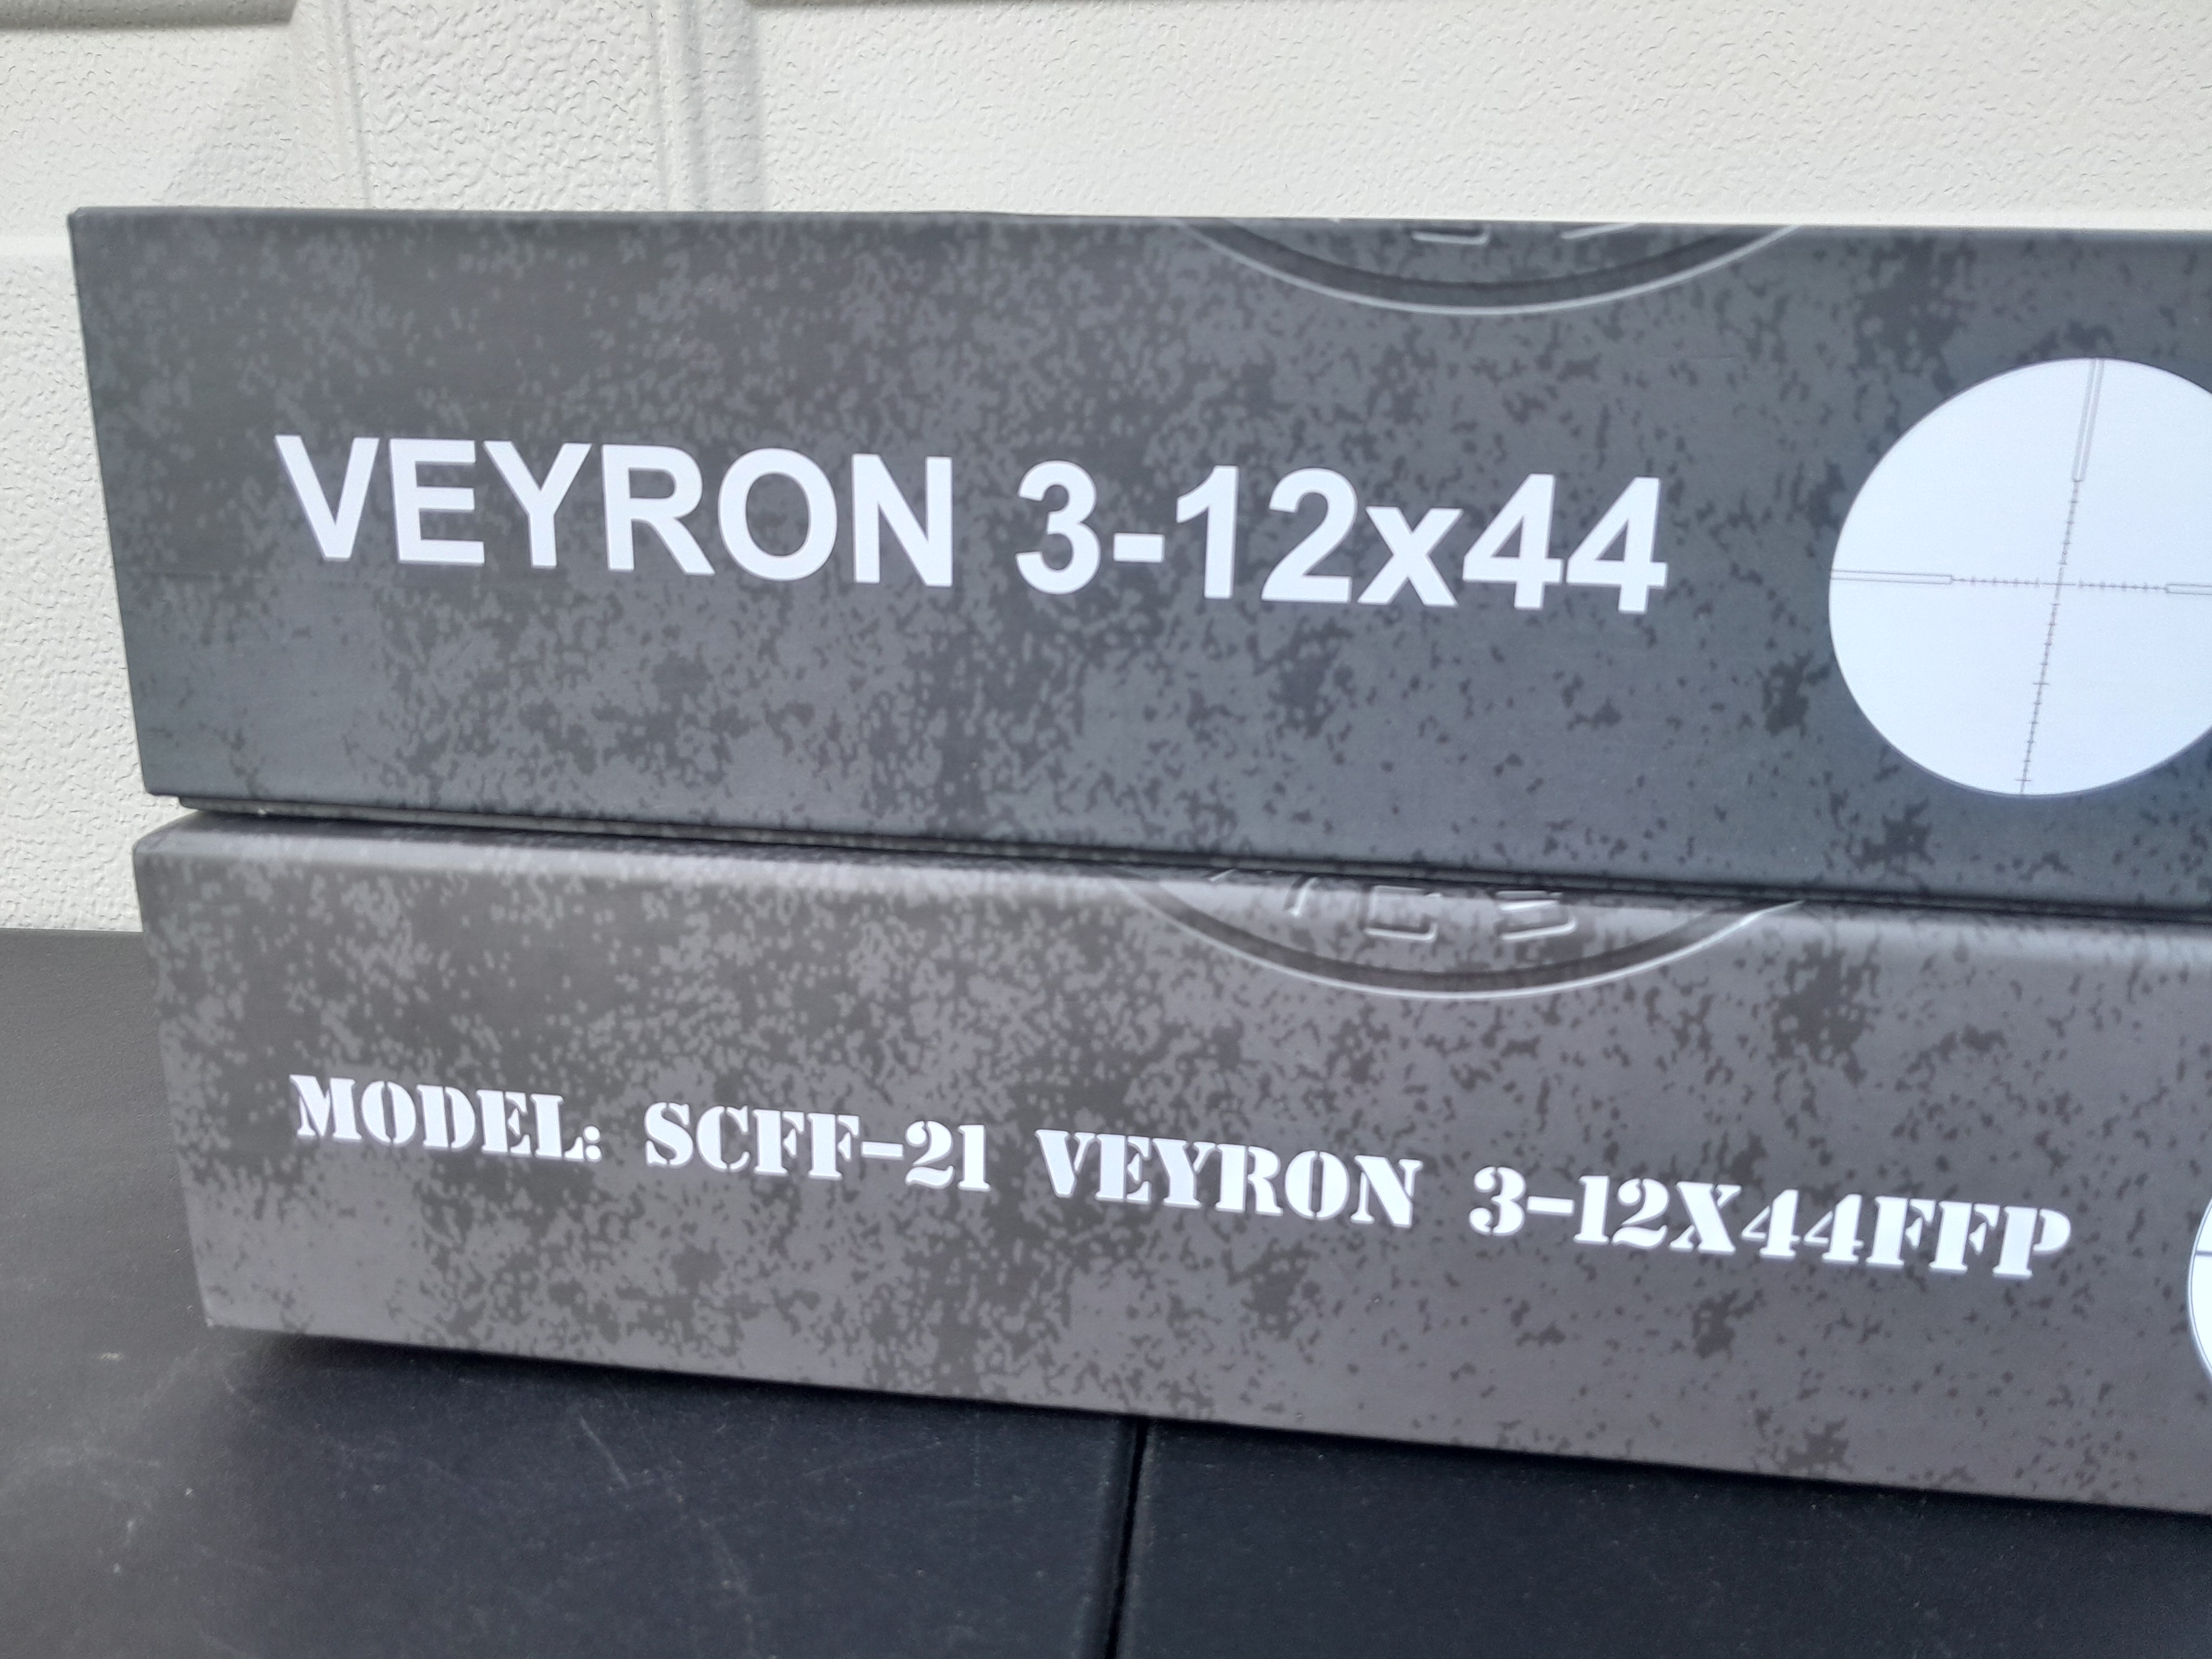 VEYRON 3-12x44
MODEL: SCFF-21 VEYRON 3-12X44FFP